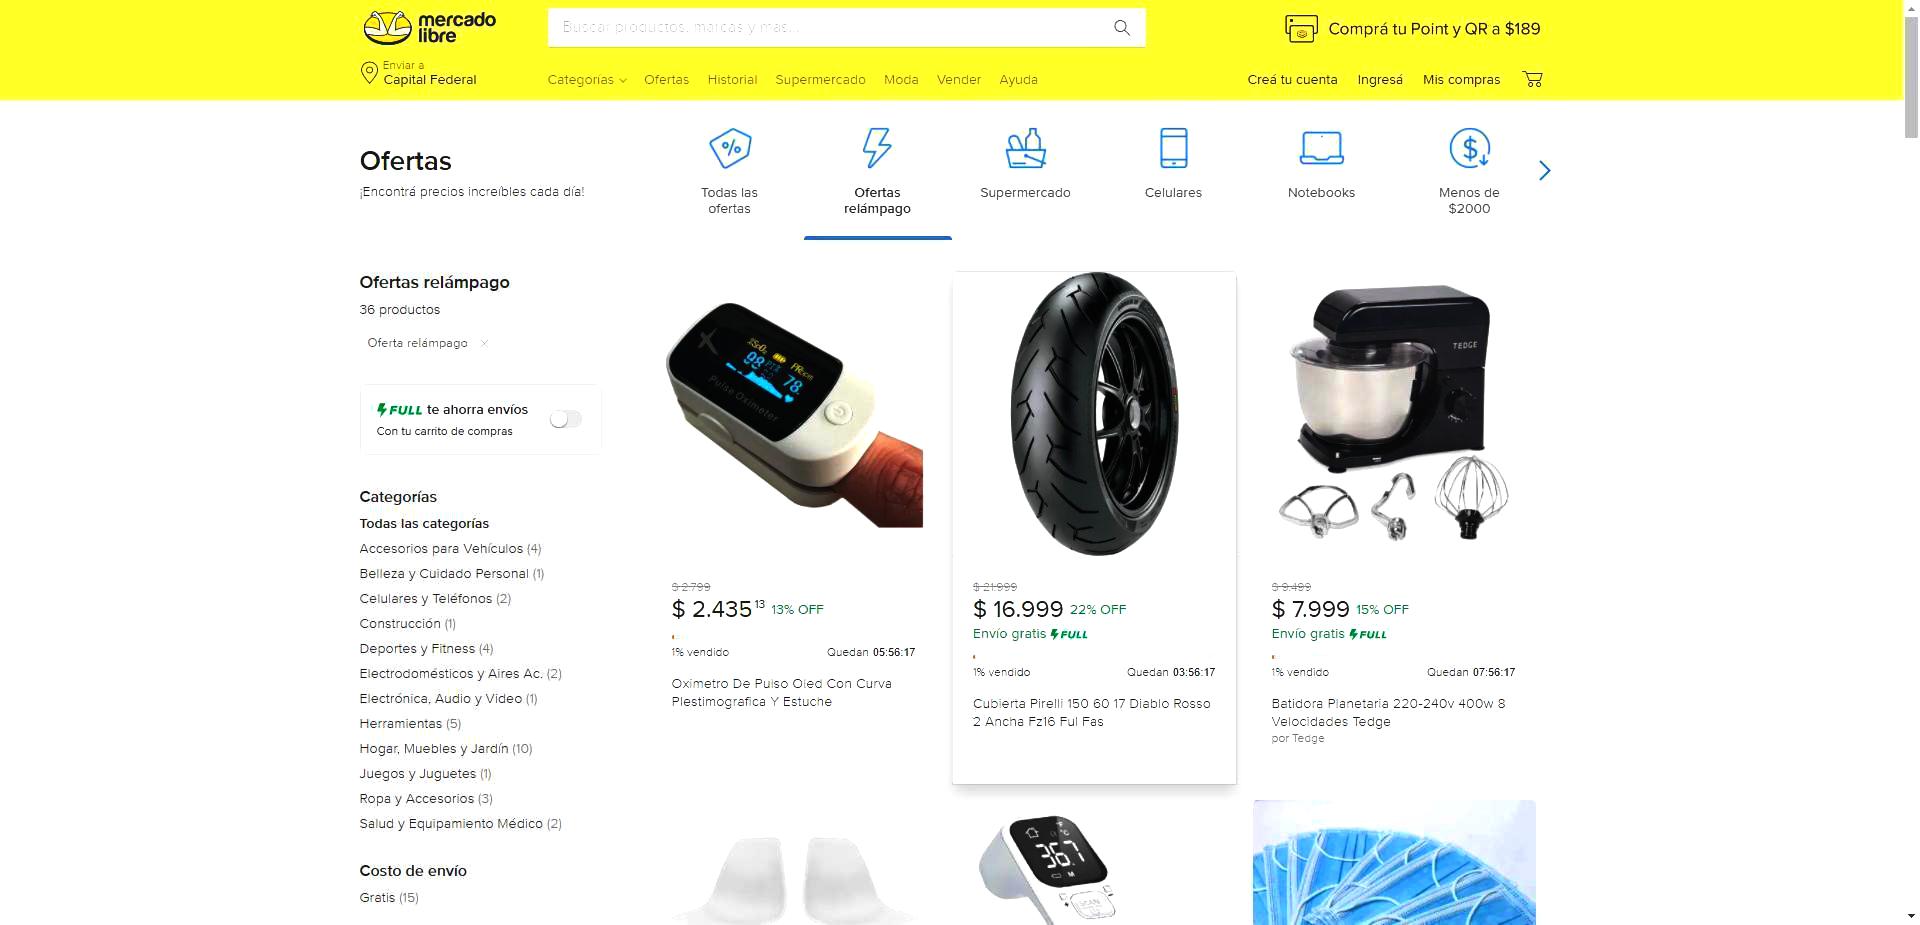 mercado
libre
Buscar productos, marcas y más...
Comprá tu Point y QR a $189
Enviar a
Capital Federal
Categorías
Ofertas
Historial
Supermercado
Moda
Vender
Ayuda
Creá tu cuenta
Ingresá
Mis compras
Ofertas
¡Encontrá precios increíbles cada día!
Todas las
ofertas
Ofertas
relámpago
Supermercado
Celulares
Notebooks
Menos de
$2000
Ofertas relámpago
36 productos
Oferta relámpago
FULL te ahorra envíos
Con tu carrito de compras
Categorías
Todas las categorías
Accesorios para Vehículos (4)
Belleza y Cuidado Personal (1)
Celulares y Teléfonos (2)
Construcción (1)
Deportes y Fitness (4)
Electrodomésticos y Aires Ac. (2)
Electrónica, Audio y Video (1)
Herramientas (5)
Hogar, Muebles y Jardín (10)
Juegos y Juguetes (1)
Ropa y Accesorios (3)
Salud y Equipamiento Médico (2)
Costo de envío
Gratis (15)
98
78
Pulse Oximeter
$ 2.799
$ 2.435 13 13% OFF
1% vendido
Quedan 05:56:17
Oximetro De Pulso Oled Con Curva
Plestimografica Y Estuche
$ 21.999
$ 16.999 22% OFF
Envío gratis FULL
1% vendido
Quedan 03:56:17
Cubierta Pirelli 150 60 17 Diablo Rosso
2 Ancha Fz16 Ful Fas
TEDGE
$ 9.499
$ 7.999 15% OFF
Envío gratis FULL
1% vendido
Quedan 07:56:17
Batidora Planetaria 220-240v 400w 8
Velocidades Tedge
por Tedge
36.7
M
SCAN